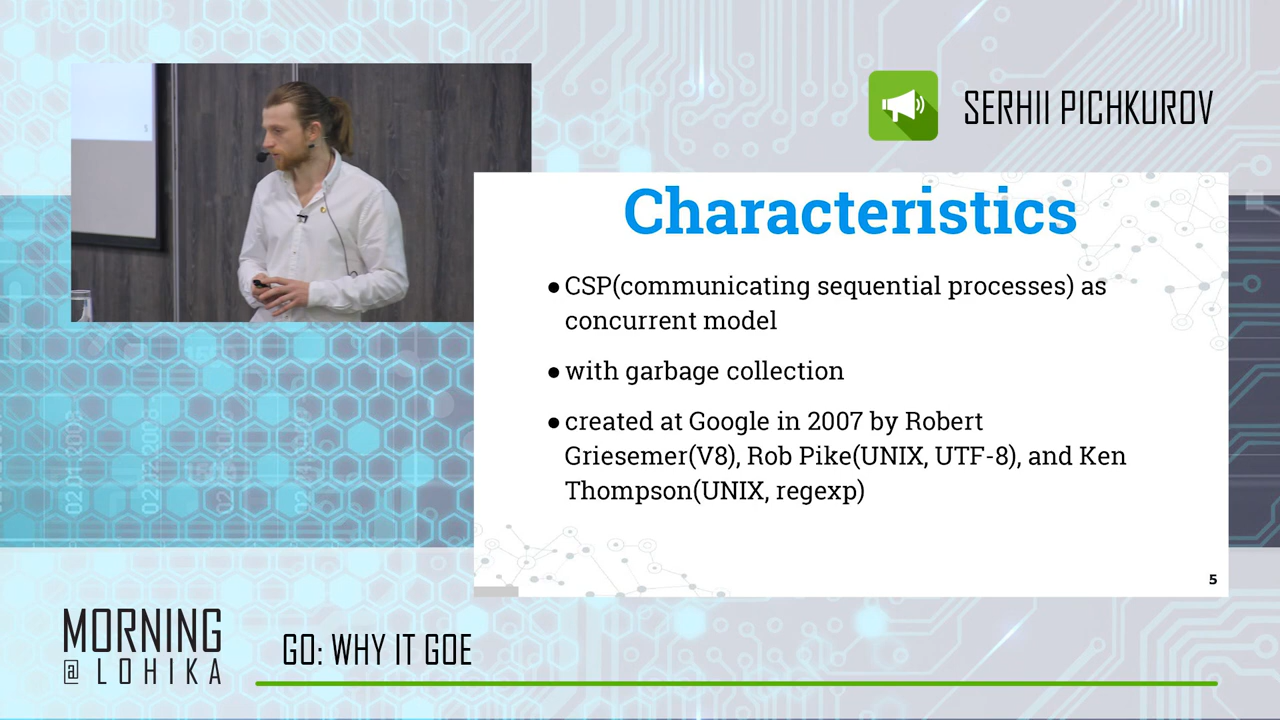 SERHII PICHKUROV
Characteristics
●CSP(communicating sequential processes) as
concurrent model
●with garbage collection
●created at Google in 2007 by Robert
Griesemer(V8), Rob Pike(UNIX, UTF-8), and Ken
Thompson(UNIX, regexp)
5
MORNING
@ LOHIKA
GO: WHY IT GOE